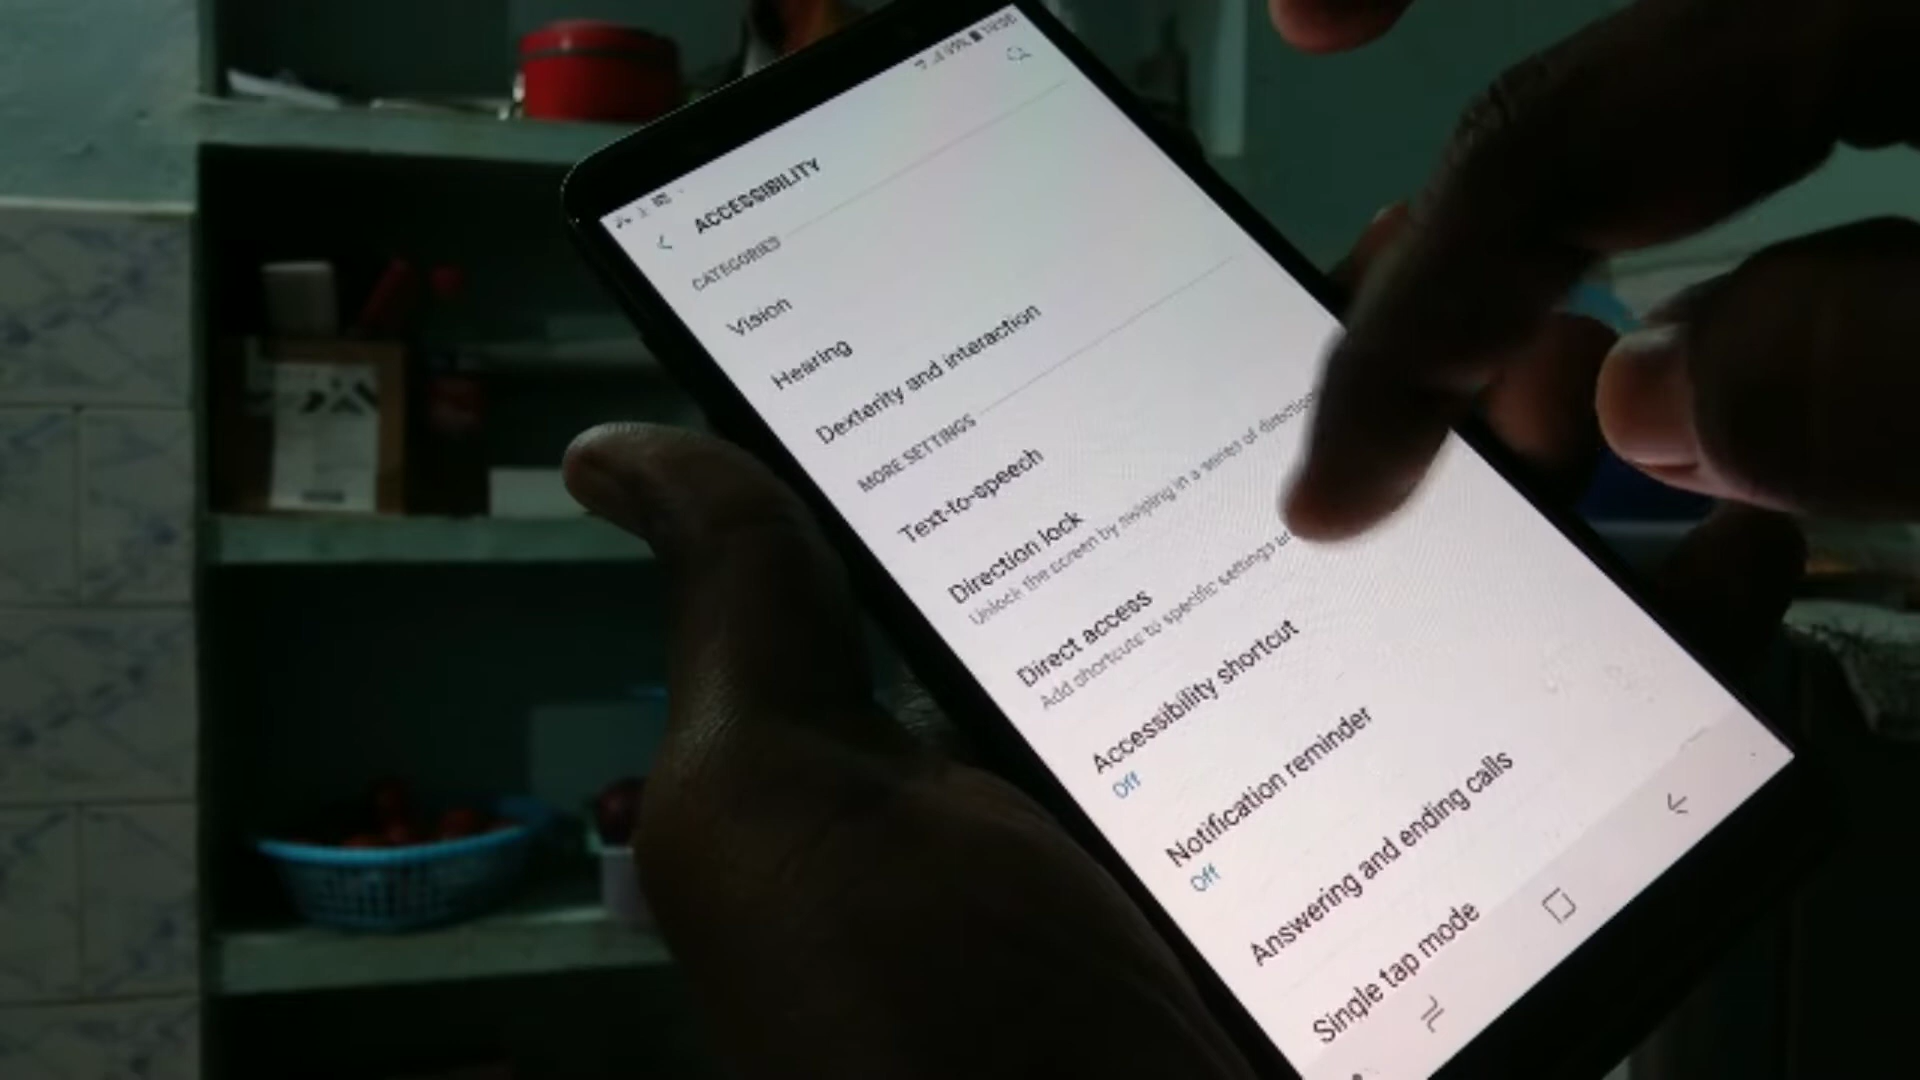 ACCESSIBILITY
CATEGORIES
Vision
Hearing
Dexterity and interaction
MORE SETTINGS
Text-to-speech
Direction lock
Unlock the screen by swiping in a series of direction
Direct access
Add shortcuts to specific settings
Accessibility shortcut
Off
Notification reminder
Off
Answering and ending calls
Single tap mode